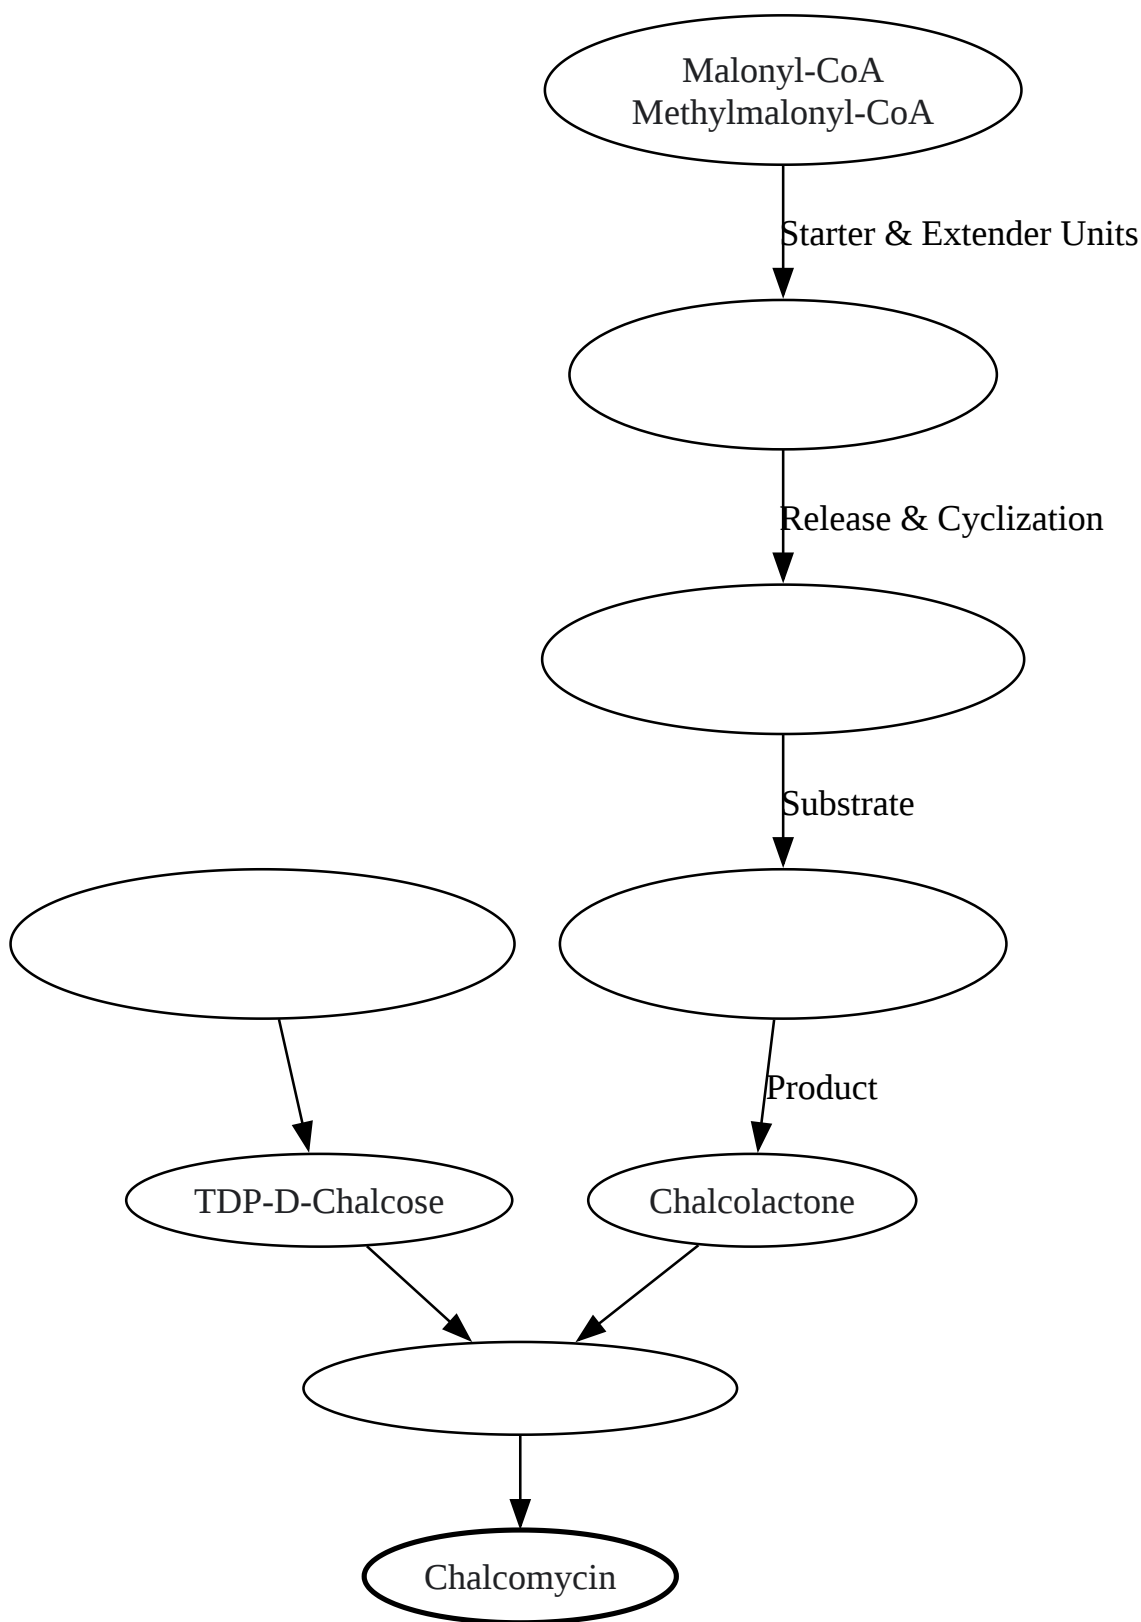 Malonyl-CoA
Methylmalonyl-CoA
Starter & Extender Units
Release & Cyclization
Substrate
Product
TDP-D-Chalcose
Chalcolactone
Chalcomycin